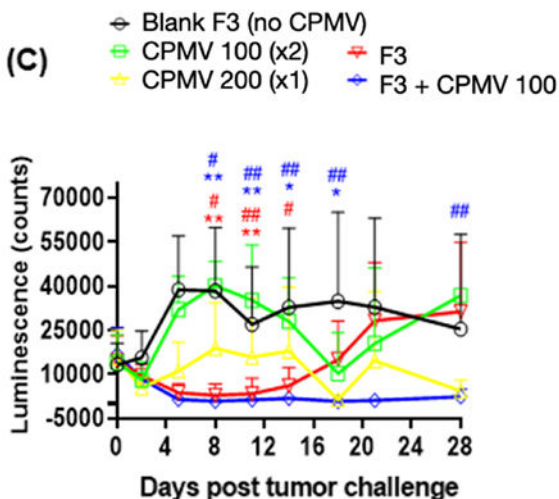 Blank F3 (no CPMV)
CPMV 100 (x2)
F3
(C)
CPMV 200 (x1)
F3 + CPMV 100
# ## ## ## ##
** ** * *
# ## #
** **
Luminescence (counts)
70000
55000
40000
25000
10000
-5000
0 4 8 12 16 20 24 28
Days post tumor challenge